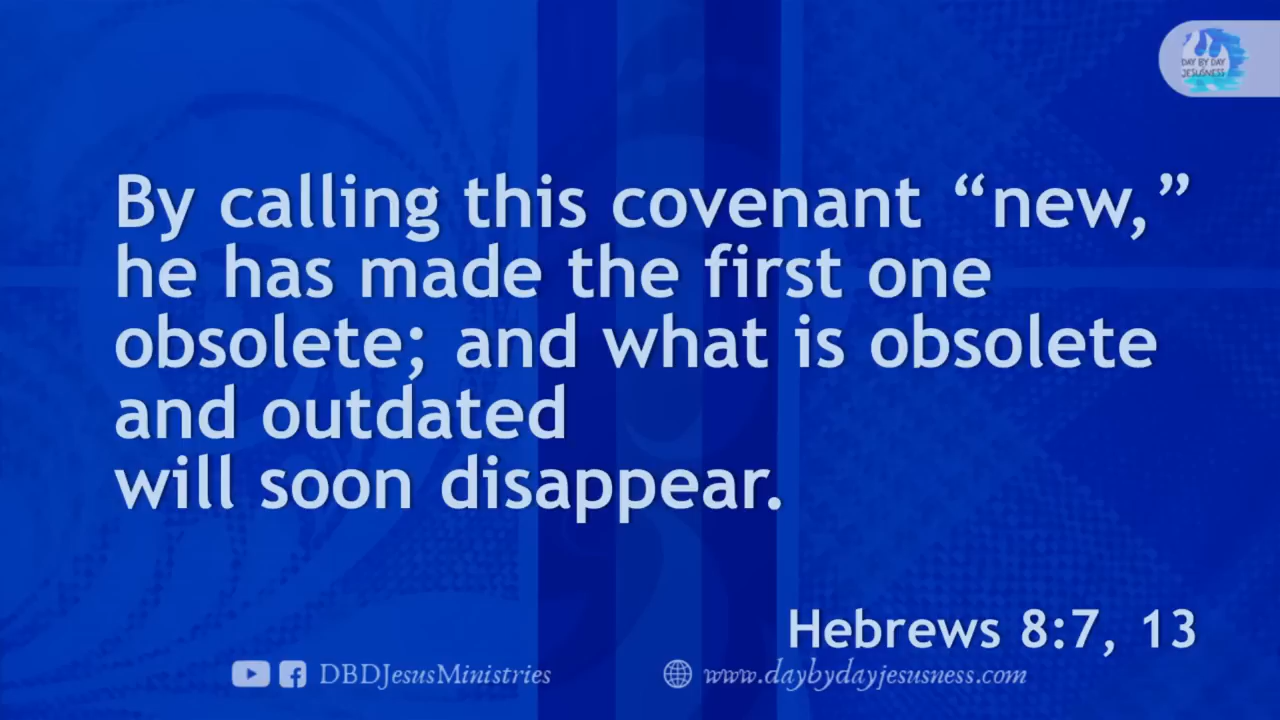 DAY BY DAY
JESUSNESS
By calling this covenant “new,”
he has made the first one
obsolete; and what is obsolete
and outdated
will soon disappear.
Hebrews 8:7, 13
DBDJesusMinistries
www.daybydayjesusness.com